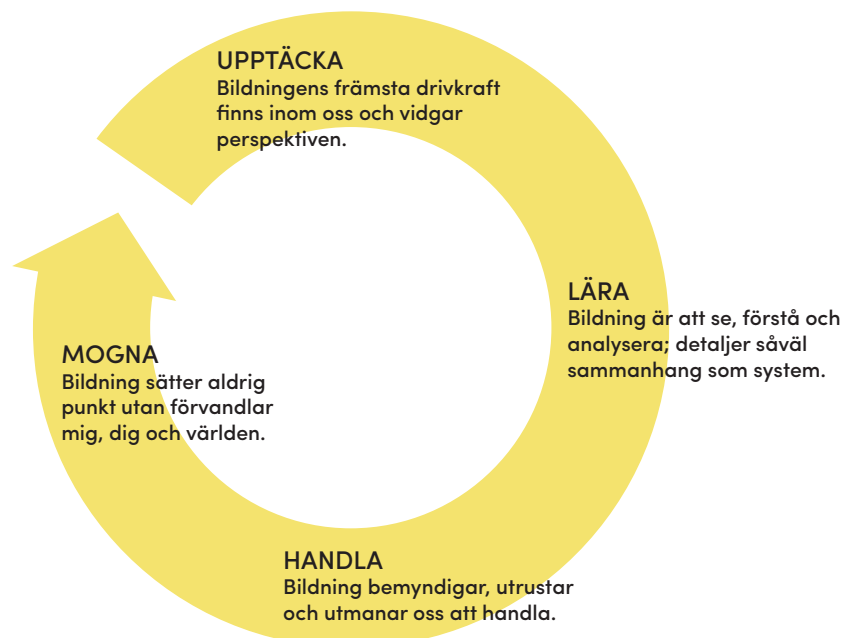 UPPTÄCKA
Bildningens främsta drivkraft
finns inom oss och vidgar
perspektiven.
LÄRA
Bildning är att se, förstå och
analysera; detaljer såväl
sammanhang som system.
HANDLA
Bildning bemyndigar, utrustar
och utmanar oss att handla.
MOGNA
Bildning sätter aldrig
punkt utan förvandlar
mig, dig och världen.